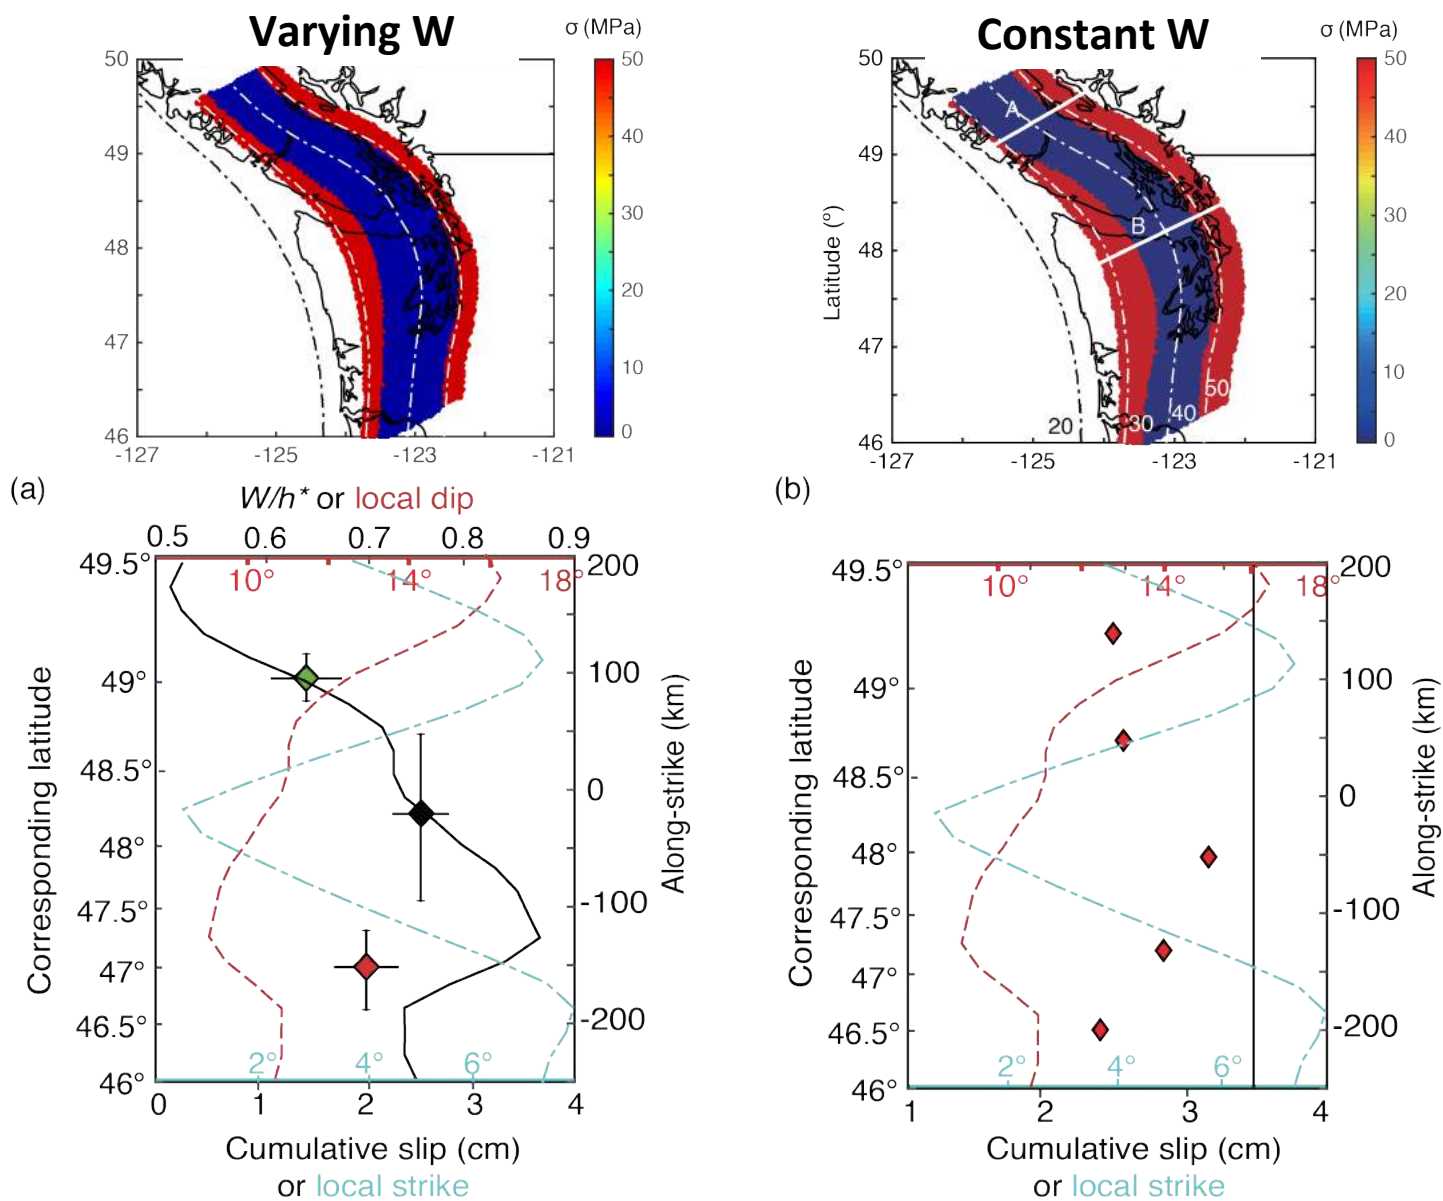 Varying W
σ (MPa)
50
49
48
47
46
-127
-125
-123
-121
50
40
30
20
10
0
Constant W
σ (MPa)
Latitude (°)
50
49
48
47
46
-127
-125
-123
-121
A
B
20
30
40
50
50
40
30
20
10
0
(a)
W/h* or local dip
0.5 0.6 0.7 0.8 0.9
10° 14° 18°
Corresponding latitude
49.5°
49°
48.5°
48°
47.5°
47°
46.5°
46°
200
100
0
-100
-200
Along-strike (km)
2° 4° 6°
0 1 2 3 4
Cumulative slip (cm)
or local strike
(b)
10° 14° 18°
Corresponding latitude
49.5°
49°
48.5°
48°
47.5°
47°
46.5°
46°
200
100
0
-100
-200
Along-strike (km)
2° 4° 6°
1 2 3 4
Cumulative slip (cm)
or local strike